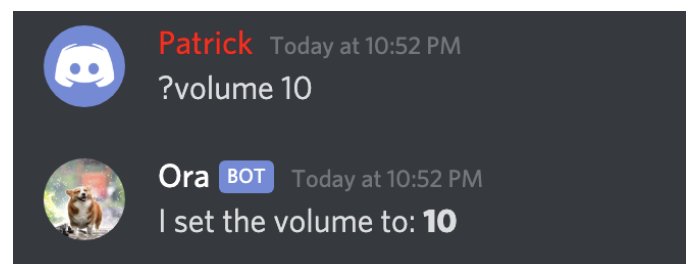 Patrick Today at 10:52 PM
?volume 10
Ora BOT Today at 10:52 PM
I set the volume to: 10